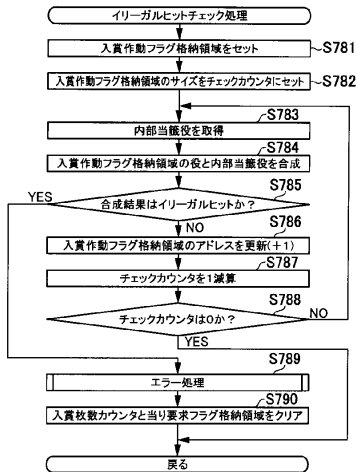 イリーガルヒットチェック処理
入賞作動フラグ格納領域をセット
S781
入賞作動フラグ格納領域のサイズをチェックカウンタにセット
S782
S783
内部当籤役を取得
S784
入賞作動フラグ格納領域の役と内部当籤役を合成
S785
YES
合成結果はイリーガルヒットか？
NO
S786
入賞作動フラグ格納領域のアドレスを更新(+1)
S787
チェックカウンタを1減算
S788
チェックカウンタは0か？
NO
YES
S789
エラー処理
S790
入賞枚数カウンタと当り要求フラグ格納領域をクリア
戻る